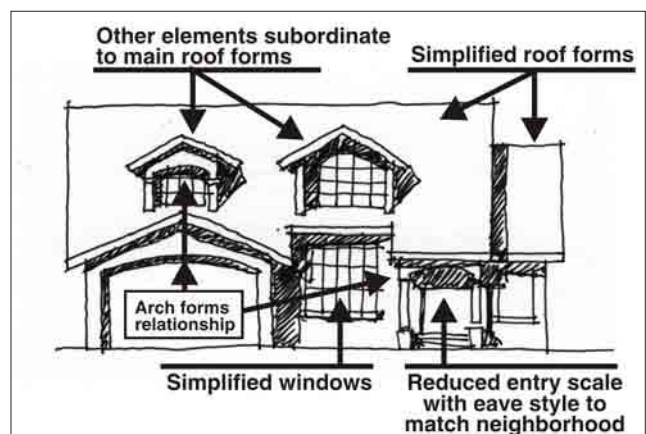 Other elements subordinate
to main roof forms
Simplified roof forms
Arch forms
relationship
Simplified windows
Reduced entry scale
with eave style to
match neighborhood